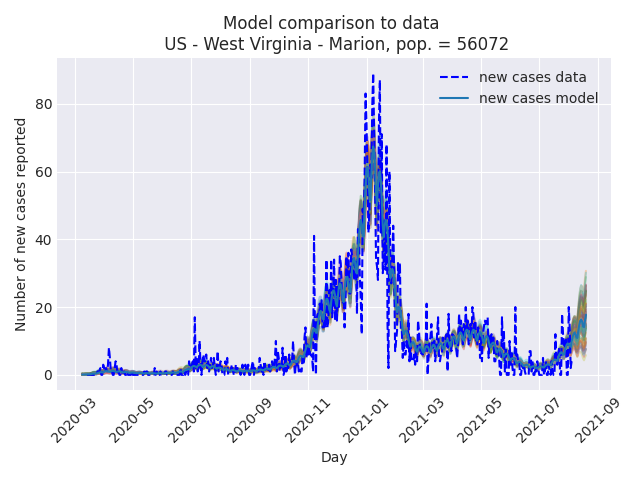 Model comparison to data
US - West Virginia - Marion, pop. = 56072
new cases data
new cases model
Number of new cases reported
80
60
40
20
0
2020-03
2020-05
2020-07
2020-09
2020-11
2021-01
2021-03
2021-05
2021-07
2021-09
Day